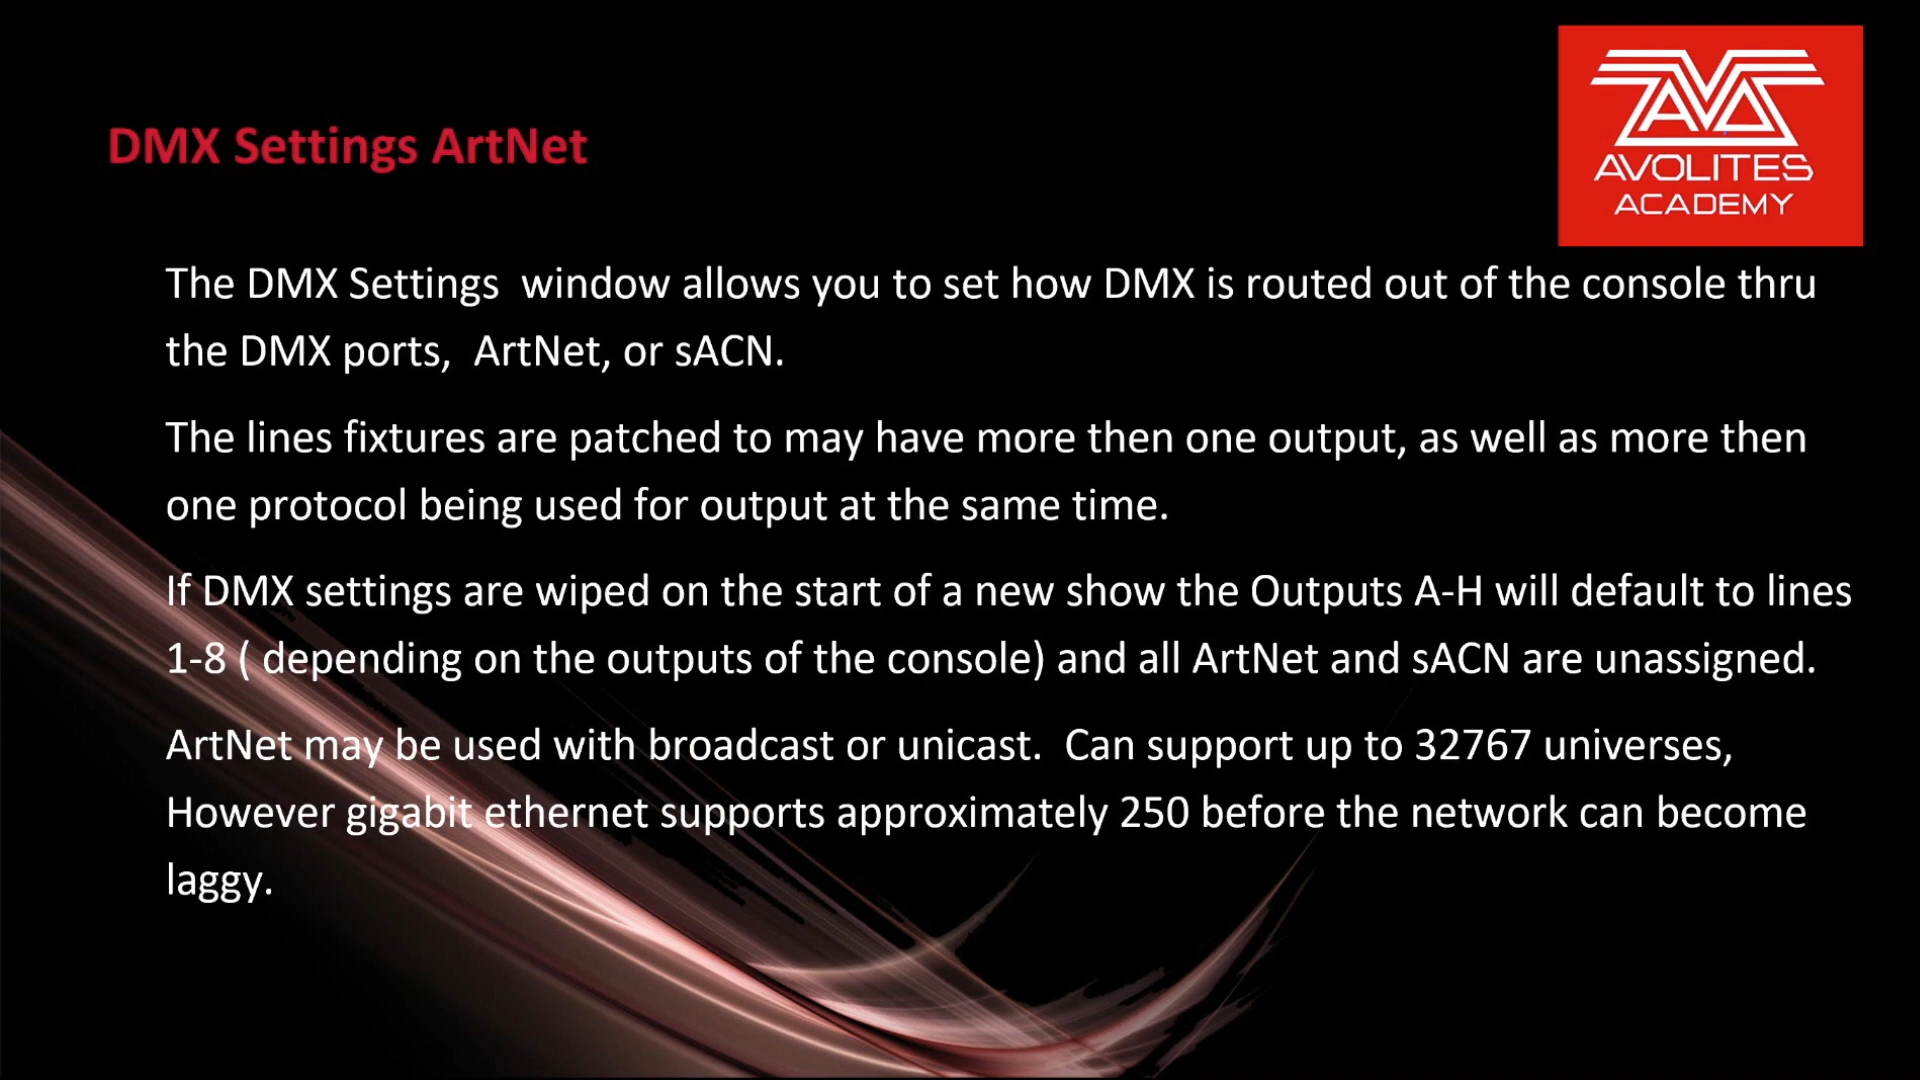 AVOLITES
ACADEMY
DMX Settings ArtNet
The DMX Settings  window allows you to set how DMX is routed out of the console thru
the DMX ports,  ArtNet, or sACN.
The lines fixtures are patched to may have more then one output, as well as more then
one protocol being used for output at the same time.
If DMX settings are wiped on the start of a new show the Outputs A-H will default to lines
1-8 ( depending on the outputs of the console) and all ArtNet and sACN are unassigned.
ArtNet may be used with broadcast or unicast.  Can support up to 32767 universes,
However gigabit ethernet supports approximately 250 before the network can become
laggy.